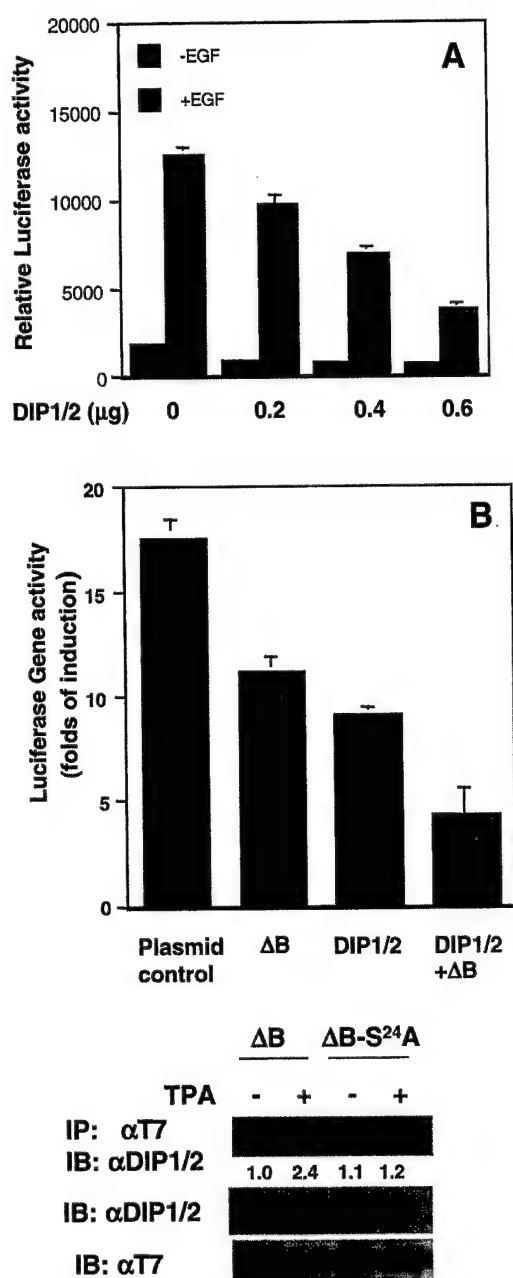 20000
15000
10000
5000
0
Relative Luciferase activity
-EGF
+EGF
A
DIP1/2 (μg) 0 0.2 0.4 0.6
20
15
10
5
0
Luciferase Gene activity
(folds of induction)
B
Plasmid control
ΔB
DIP1/2
DIP1/2 +ΔB
ΔB ΔB-S²⁴A
TPA - + - +
IP: αT7
IB: αDIP1/2 1.0 2.4 1.1 1.2
IB: αDIP1/2
IB: αT7